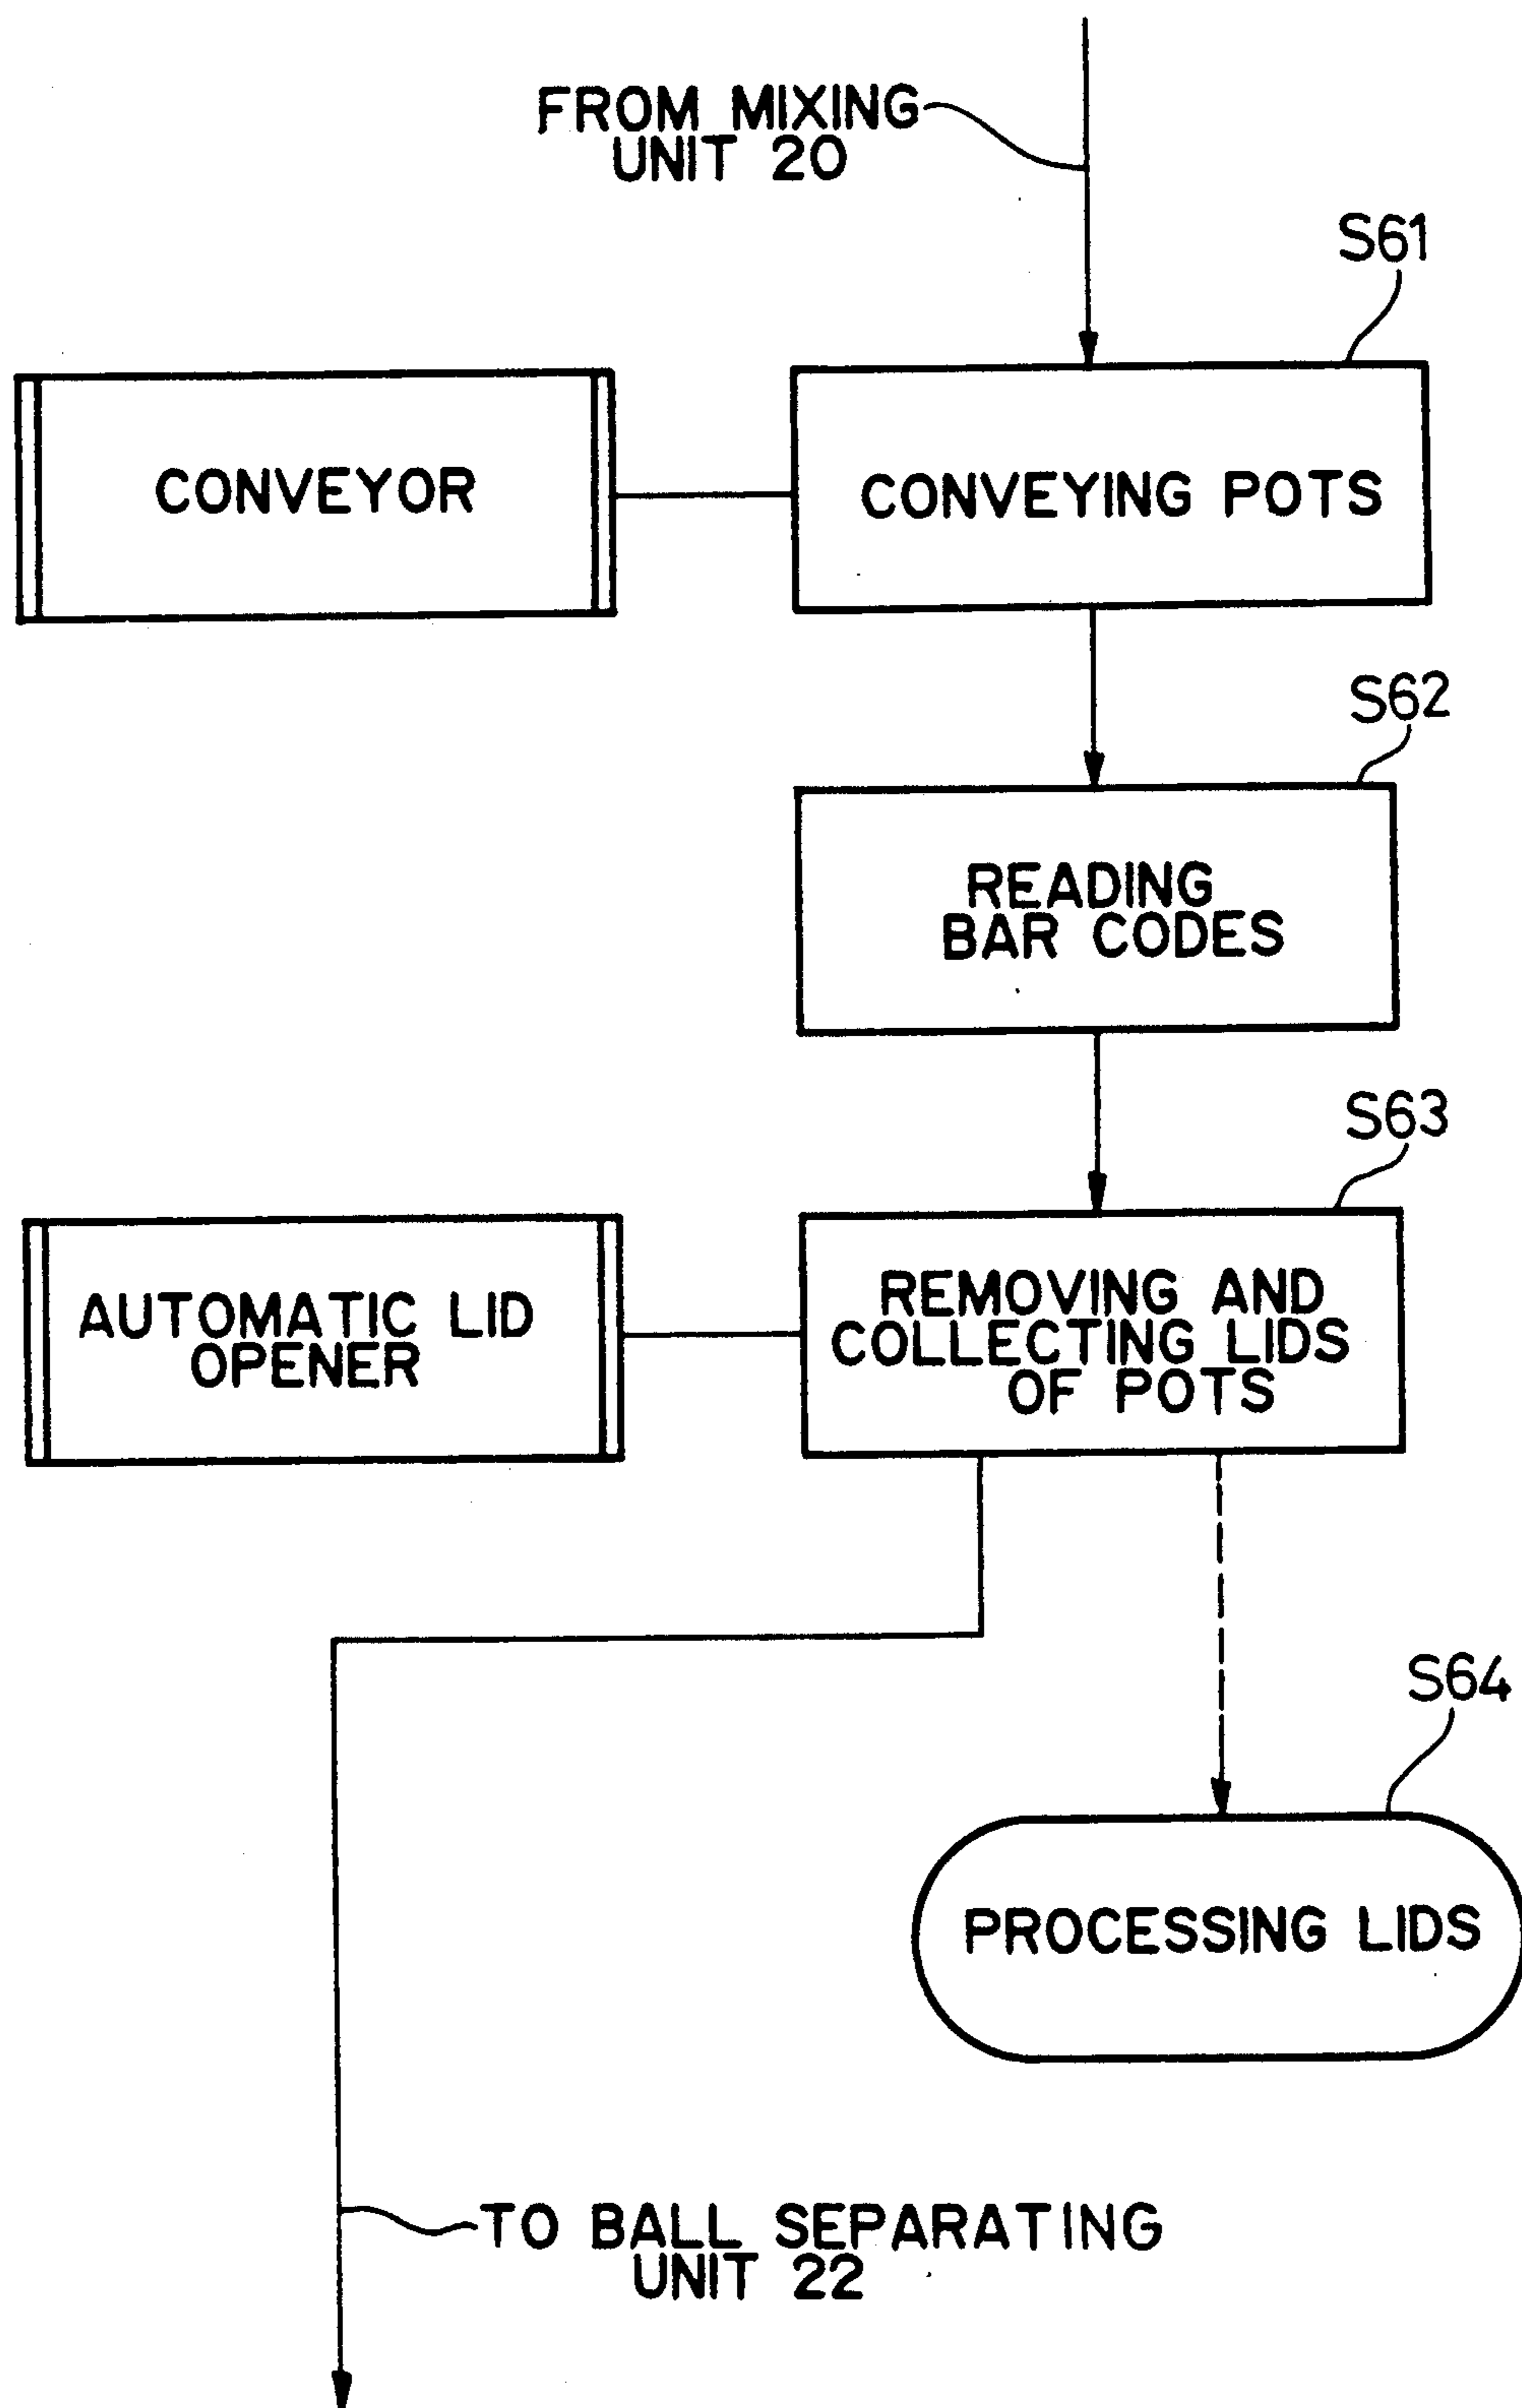 FROM MIXING
UNIT 20
S61
CONVEYOR
CONVEYING POTS
S62
READING
BAR CODES
S63
AUTOMATIC LID
OPENER
REMOVING AND
COLLECTING LIDS
OF POTS
S64
PROCESSING LIDS
TO BALL SEPARATING
UNIT 22